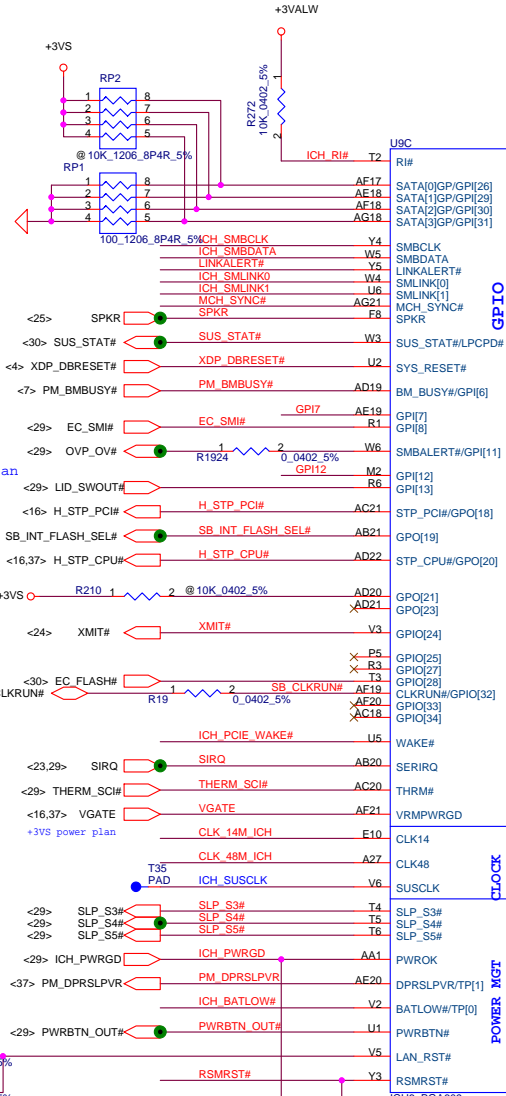 +3VALW
+3VS
RP2
1 8
2 7
3 6
4 5
@ 10K_1206_8P4R_5%
R272
10K_0402_5%
1
2
U9C
ICH_RI# T2 RI#
RP1
1 8 AF17 SATA[0]GP/GPI[26]
2 7 AE18 SATA[1]GP/GPI[29]
3 6 AF18 SATA[2]GP/GPI[30]
4 5 AG18 SATA[3]GP/GPI[31]
100_1206_8P4R_5%
ICH_SMBCLK Y4 SMBCLK
ICH_SMBDATA W5 SMBDATA
LINKALERT# Y5 LINKALERT#
ICH_SMLINK0 W4 SMLINK[0]
ICH_SMLINK1 U6 SMLINK[1]
MCH_SYNC# AG21 MCH_SYNC#
<25> SPKR SPKR F8 SPKR
GPIO
<30> SUS_STAT# SUS_STAT# W3 SUS_STAT#/LPCPD#
<4> XDP_DBRESET# XDP_DBRESET# U2 SYS_RESET#
<7> PM_BMBUSY# PM_BMBUSY# AD19 BM_BUSY#/GPI[6]
GPI7 AE19 GPI[7]
<29> EC_SMI# EC_SMI# R1 GPI[8]
<29> OVP_OV# 1 2 W6 SMBALERT#/GPI[11]
R1924 0_0402_5%
an
GPI12 M2 GPI[12]
<29> LID_SWOUT# R6 GPI[13]
<16> H_STP_PCI# H_STP_PCI# AC21 STP_PCI#/GPO[18]
SB_INT_FLASH_SEL# SB_INT_FLASH_SEL# AB21 GPO[19]
<16,37> H_STP_CPU# H_STP_CPU# AD22 STP_CPU#/GPO[20]
+3VS R210 1 2 @ 10K_0402_5% AD20 GPO[21]
AD21 GPO[23]
<24> XMIT# XMIT# V3 GPIO[24]
P5 GPIO[25]
R3 GPIO[27]
<30> EC_FLASH# T3 GPIO[28]
CLKRUN# 1 2 SB_CLKRUN# AF19 CLKRUN#/GPIO[32]
R19 0_0402_5% AF20 GPIO[33]
AC18 GPIO[34]
ICH_PCIE_WAKE# U5 WAKE#
<23,29> SIRQ SIRQ AB20 SERIRQ
<29> THERM_SCI# THERM_SCI# AC20 THRM#
<16,37> VGATE VGATE AF21 VRMPWRGD
+3VS power plan
CLK_14M_ICH E10 CLK14
CLK_48M_ICH A27 CLK48
CLOCK
T35
PAD ICH_SUSCLK V6 SUSCLK
<29> SLP_S3# SLP_S3# T4 SLP_S3#
<29> SLP_S4# SLP_S4# T5 SLP_S4#
<29> SLP_S5# SLP_S5# T6 SLP_S5#
<29> ICH_PWRGD ICH_PWRGD AA1 PWROK
<37> PM_DPRSLPVR PM_DPRSLPVR AE20 DPRSLPVR/TP[1]
POWER MGT
ICH_BATLOW# V2 BATLOW#/TP[0]
<29> PWRBTN_OUT# PWRBTN_OUT# U1 PWRBTN#
V5 LAN_RST#
RSMRST# Y3 RSMRST#